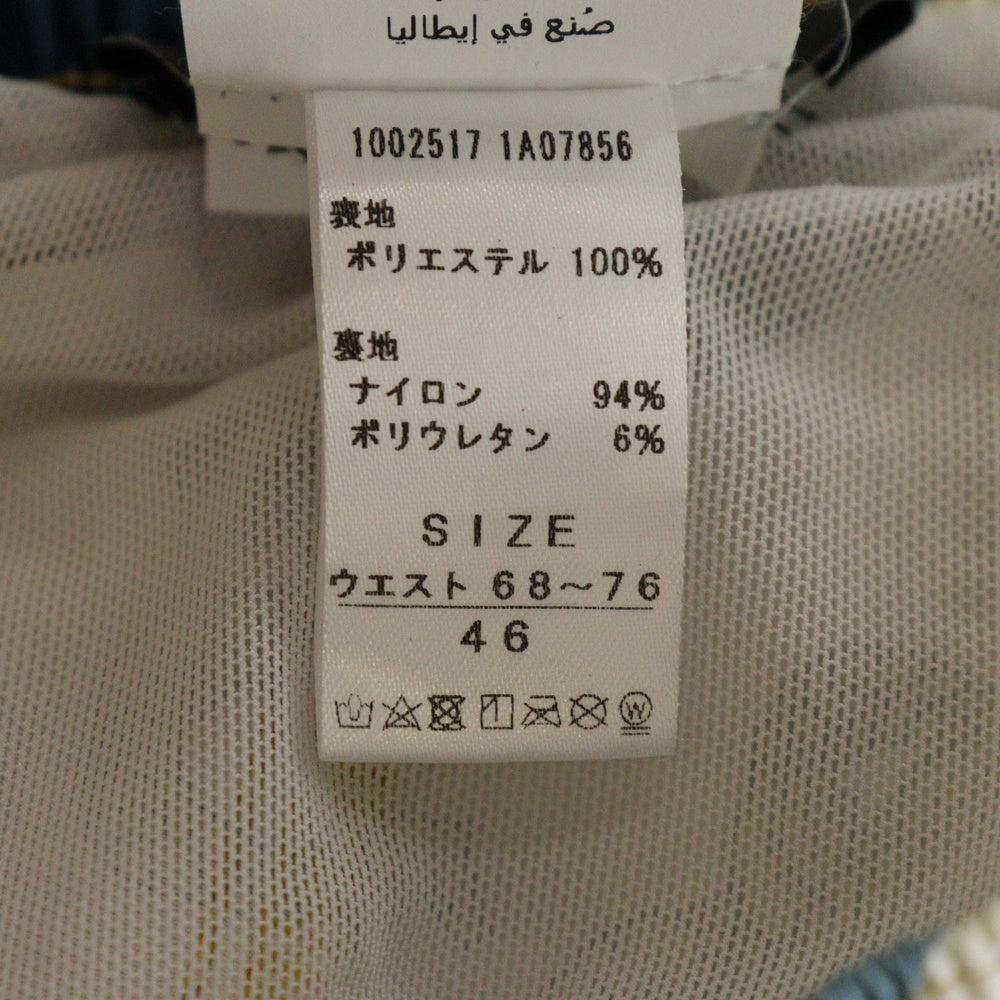 صُنع في إيطاليا
1002517 1A07856
表地
ポリエステル 100%
裏地
ナイロン 94%
ポリウレタン 6%
SIZE
ウエスト 68～76
46
W